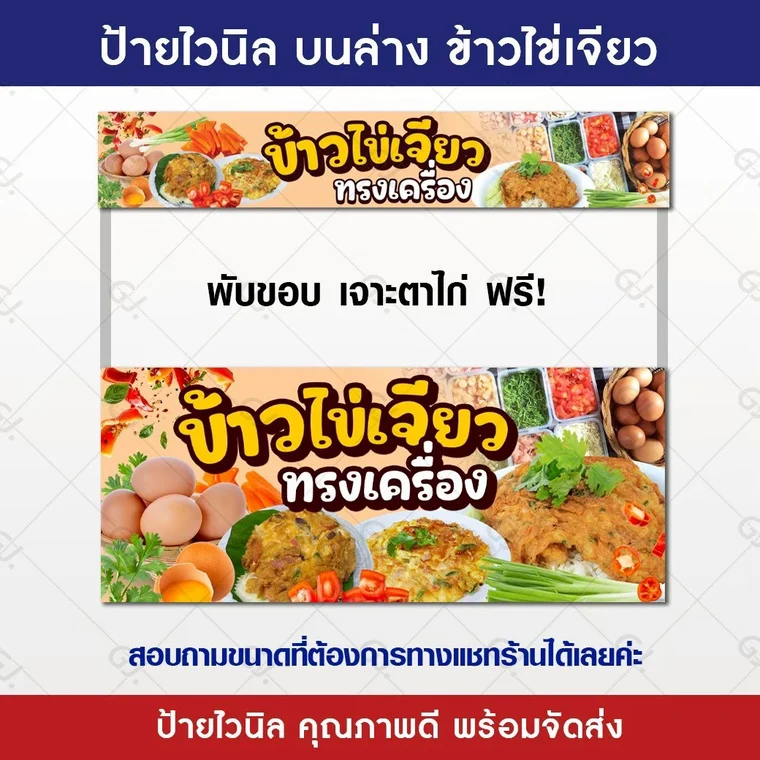 ป้ายไวนิล บนล่าง ข้าวไข่เจียว
ข้าวไข่เจียว
ทรงเครื่อง
พับขอบ เจาะตาไก่ ฟรี!
ข้าวไข่เจียว
ทรงเครื่อง
สอบถามขนาดที่ต้องการทางแชทร้านได้เลยค่ะ
ป้ายไวนิล คุณภาพดี พร้อมจัดส่ง